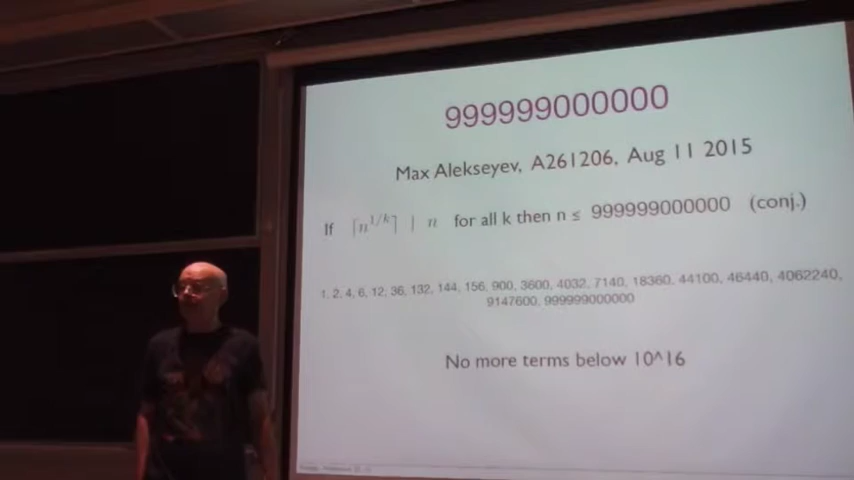 999999000000
Max Alekseyev, A261206, Aug 11 2015
If ⌈n^{1/k}⌉ | n for all k then n ≤ 999999000000 (conj.)
1, 2, 4, 6, 12, 36, 132, 144, 156, 900, 3600, 4032, 7140, 18360, 44100, 46440, 4062240,
9147600, 999999000000
No more terms below 10^16